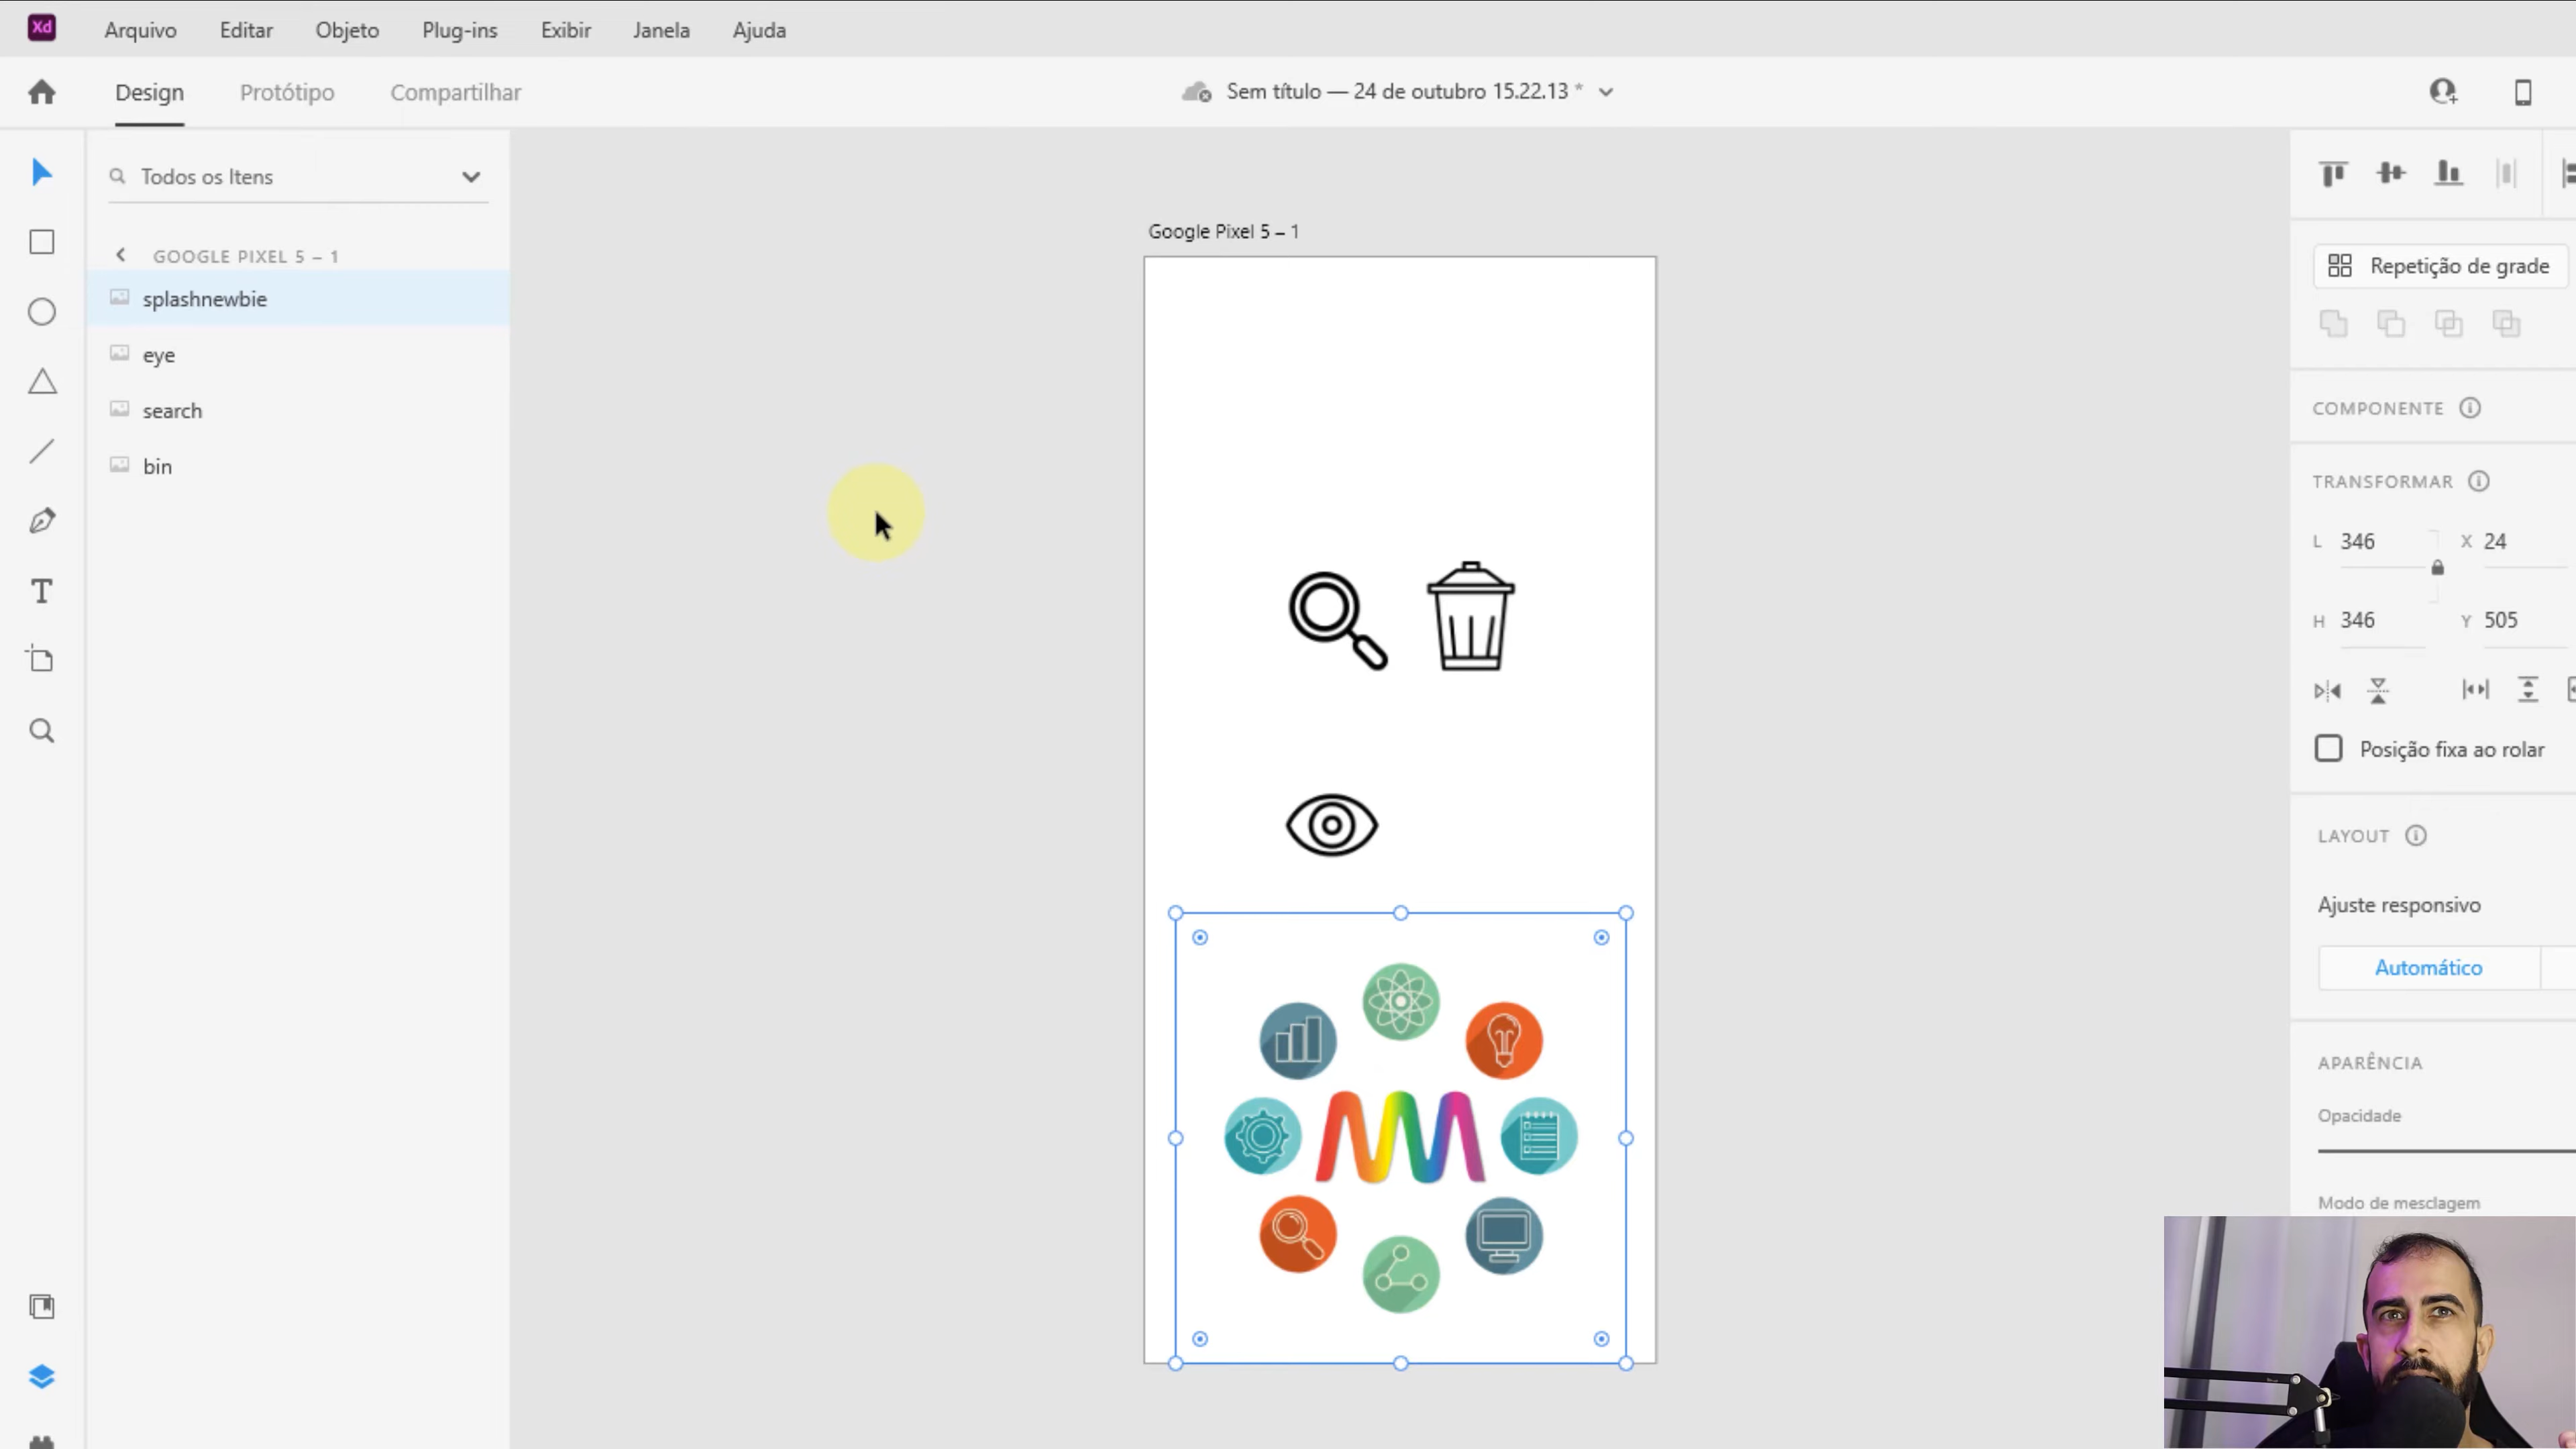 Xd Arquivo Editar Objeto Plug-ins Exibir Janela Ajuda
Design Protótipo Compartilhar
Sem título — 24 de outubro 15.22.13 *
Todos os Itens
GOOGLE PIXEL 5 – 1
splashnewbie
eye
search
bin
Google Pixel 5 – 1
Repetição de grade
COMPONENTE
TRANSFORMAR
L 346 X 24
H 346 Y 505
Posição fixa ao rolar
LAYOUT
Ajuste responsivo
Automático
APARÊNCIA
Opacidade
Modo de mesclagem